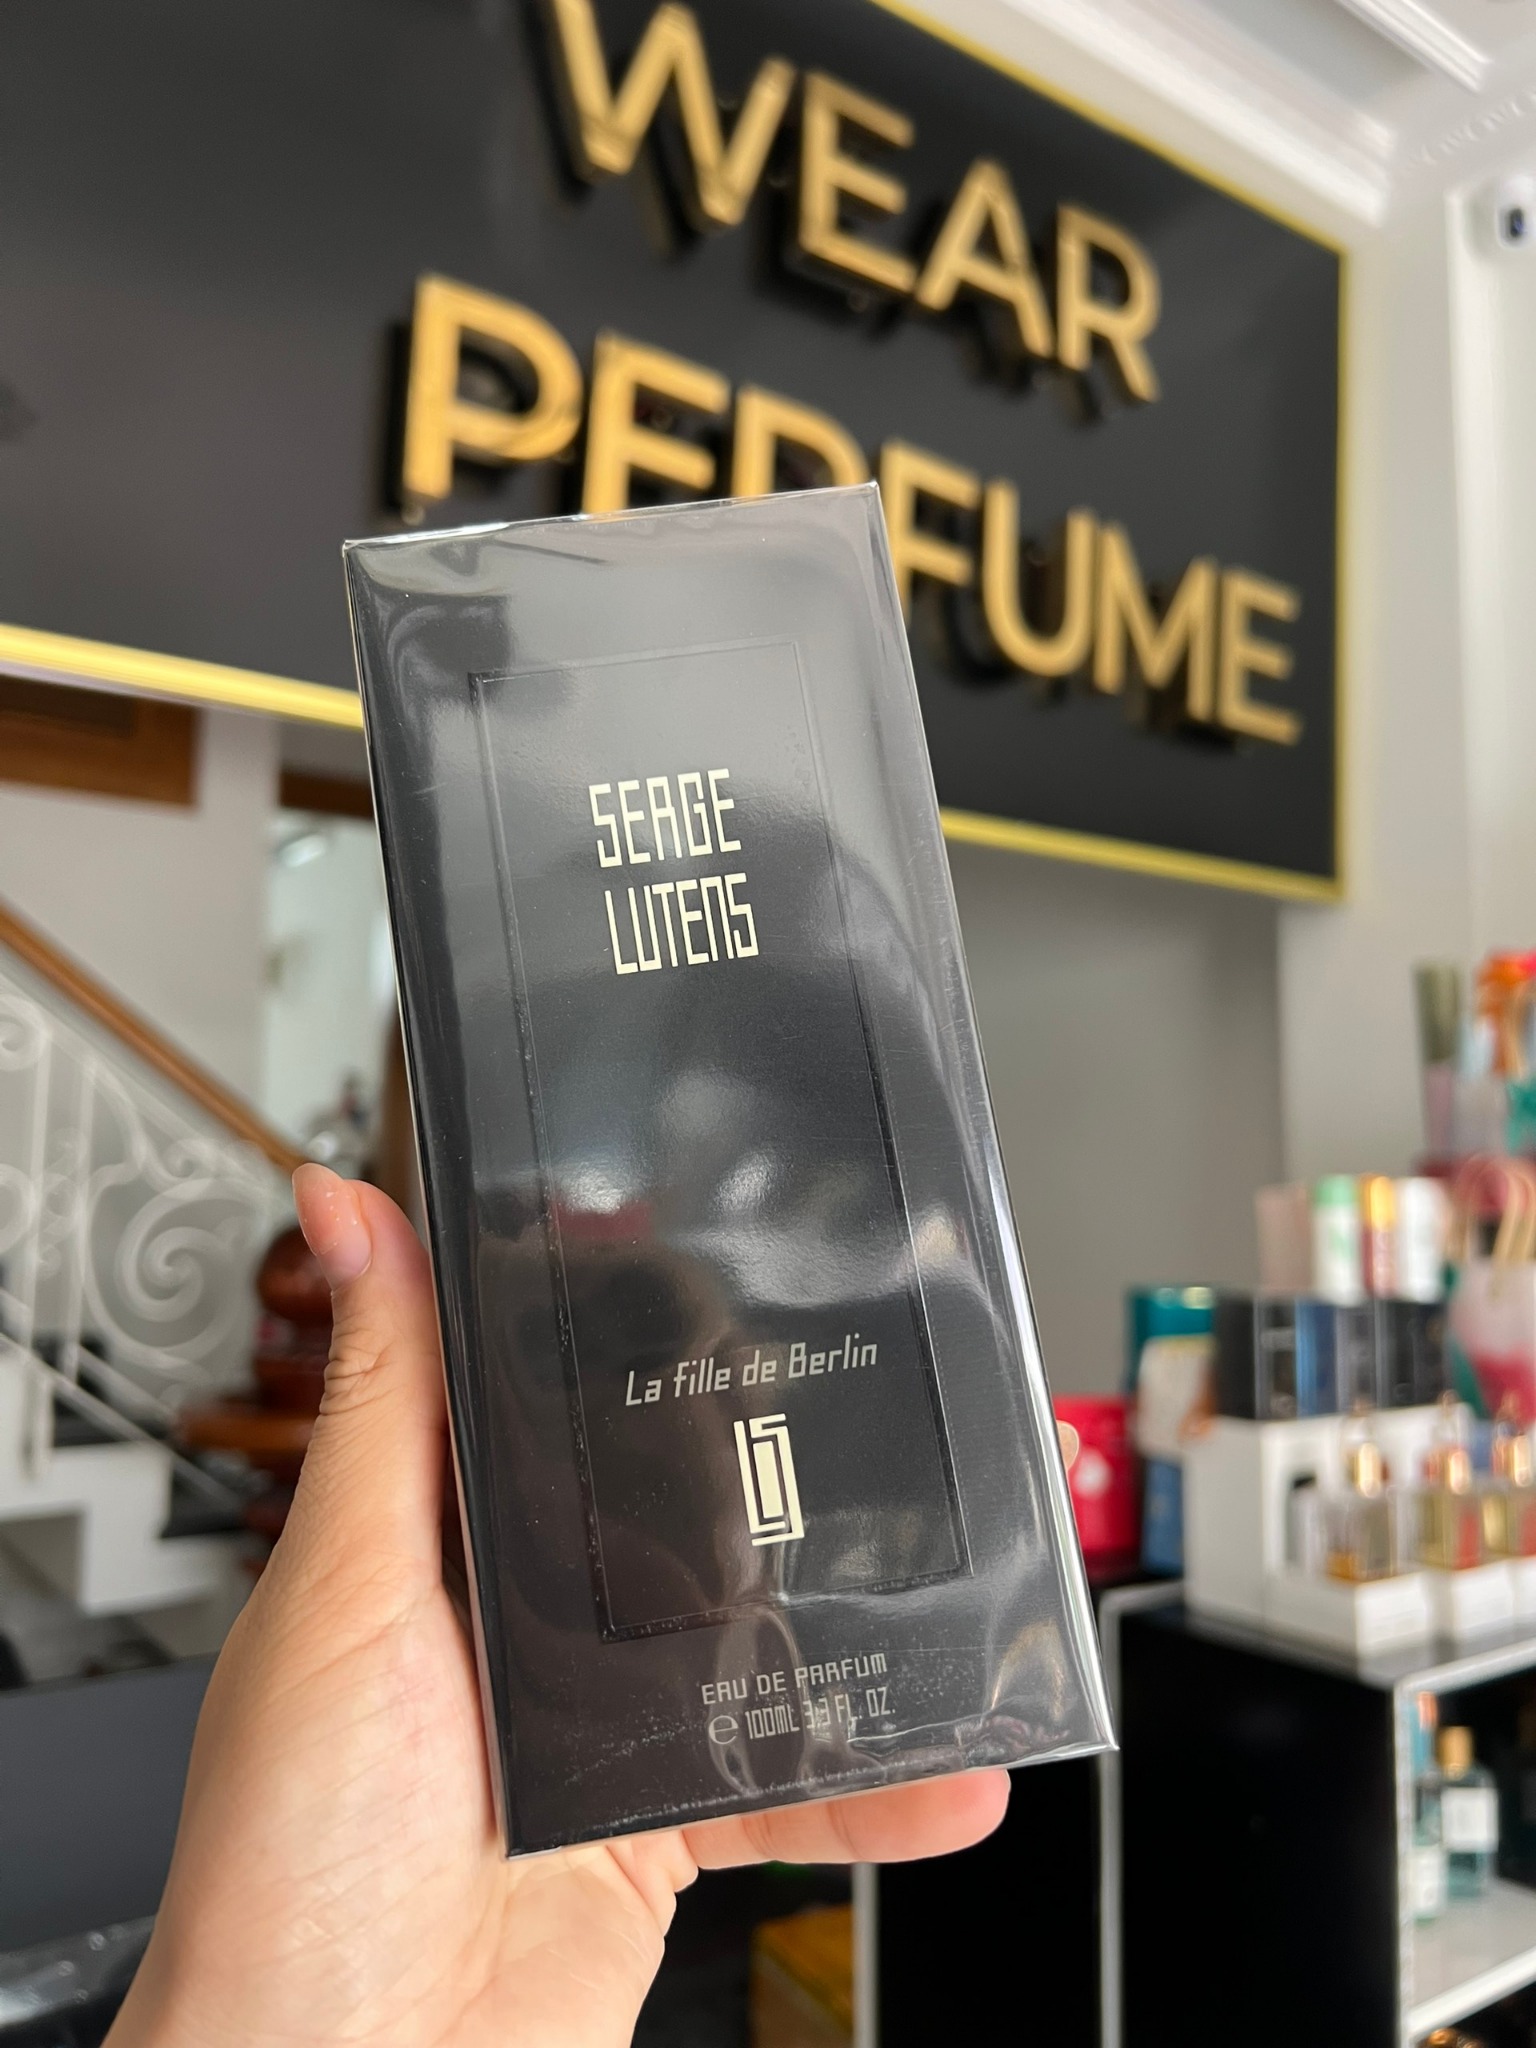 WEAR
PERFUME
SERGE
LUTENS
La fille de Berlin
EAU DE PARFUM
℮ 100ML 3.3 FL. OZ.